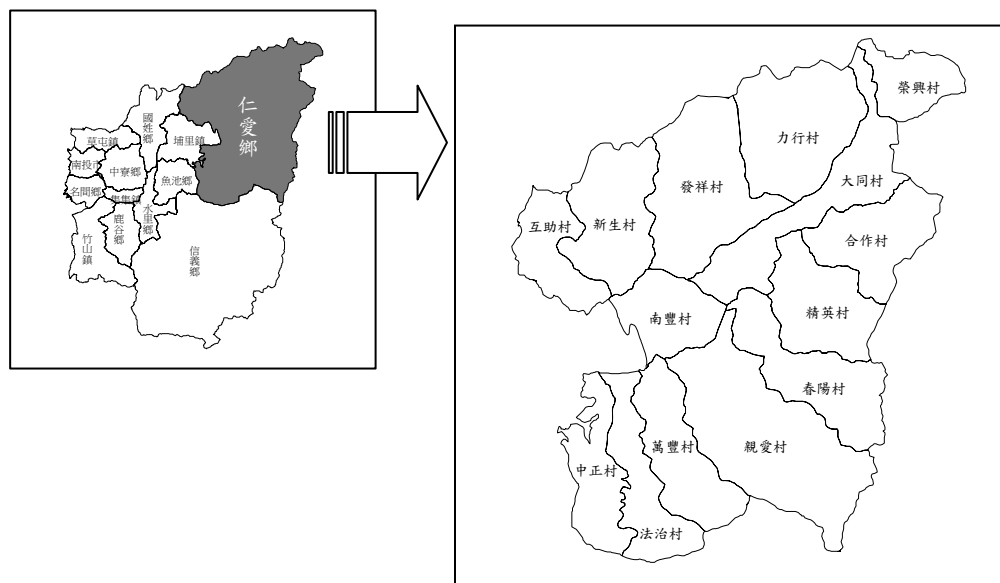 仁愛鄉
國姓鄉
草屯鎮
埔里鎮
南投市
中寮鄉
魚池鄉
名間鄉
集集鎮
水里鄉
鹿谷鄉
竹山鎮
信義鄉
榮興村
力行村
大同村
發祥村
互助村
新生村
合作村
南豐村
精英村
春陽村
萬豐村
親愛村
中正村
法治村